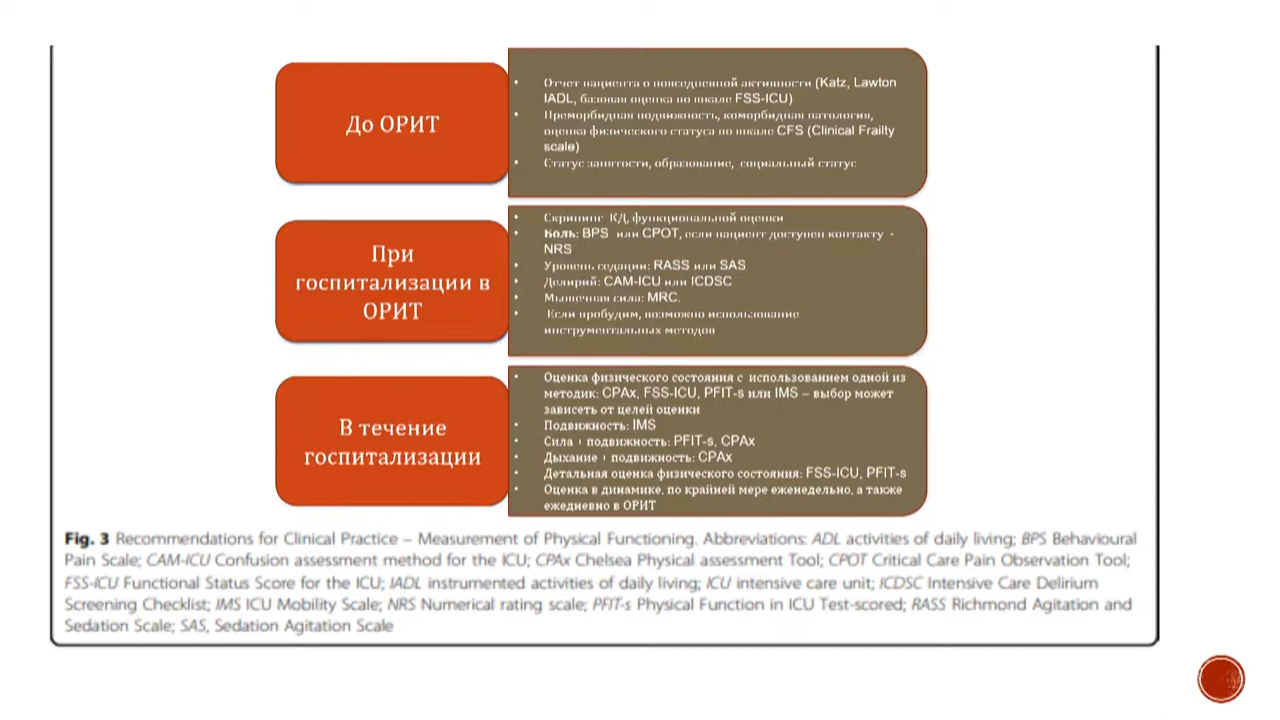 До ОРИТ
• Отчет пациента о повседневной активности (Katz, Lawton
IADL, базовая оценка по шкале FSS-ICU)
• Преморбидная подвижность, коморбидная патология,
оценка физического статуса по шкале CFS (Clinical Frailty
scale)
• Статус занятости, образование, социальный статус
При
госпитализации в
ОРИТ
• Скрининг КД, функциональной оценки
• Боль: BPS или CPOT, если пациент доступен контакту -
NRS
• Уровень седации: RASS или SAS
• Делирий: CAM-ICU или ICDSC
• Мышечная сила: MRC.
• Если пробудим, возможно использование
инструментальных методов
В течение
госпитализации
• Оценка физического состояния с использованием одной из
методик: CPAx, FSS-ICU, PFIT-s или IMS – выбор может
зависеть от целей оценки
• Подвижность: IMS
• Сила + подвижность: PFIT-s, CPAx
• Дыхание + подвижность: CPAx
• Детальная оценка физического состояния: FSS-ICU, PFIT-s
• Оценка в динамике, по крайней мере еженедельно, а также
ежедневно в ОРИТ
Fig. 3 Recommendations for Clinical Practice – Measurement of Physical Functioning. Abbreviations: ADL activities of daily living; BPS Behavioural
Pain Scale; CAM-ICU Confusion assessment method for the ICU; CPAx Chelsea Physical assessment Tool; CPOT Critical Care Pain Observation Tool;
FSS-ICU Functional Status Score for the ICU; IADL instrumented activities of daily living; ICU intensive care unit; ICDSC Intensive Care Delirium
Screening Checklist; IMS ICU Mobility Scale; NRS Numerical rating scale; PFIT-s Physical Function in ICU Test-scored; RASS Richmond Agitation and
Sedation Scale; SAS, Sedation Agitation Scale